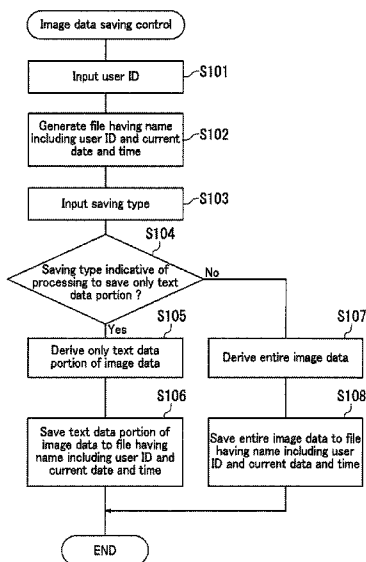 Image data saving control
Input user ID
S101
Generate file having name
including user ID and current
date and time
S102
Input saving type
S103
S104
Saving type indicative of
processing to save only text
data portion ?
No
Yes
S105
Derive only text data
portion of image data
S107
Derive entire image data
S106
Save text data portion of
image data to file having
name including user ID and
current date and time
S108
Save entire image data to file
having name including user
ID and current data and time
END